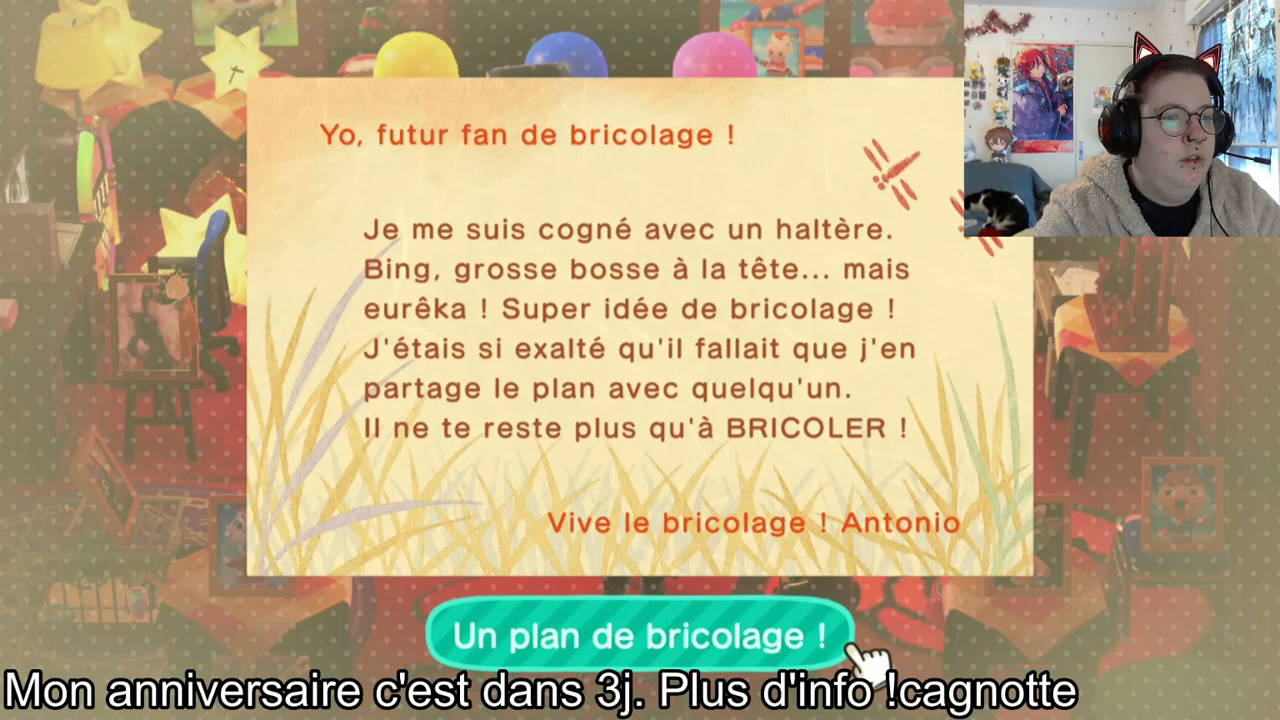 Yo, futur fan de bricolage !
Je me suis cogné avec un haltère.
Bing, grosse bosse à la tête... mais
eurêka ! Super idée de bricolage !
J'étais si exalté qu'il fallait que j'en
partage le plan avec quelqu'un.
Il ne te reste plus qu'à BRICOLER !
Vive le bricolage ! Antonio
Un plan de bricolage !
Mon anniversaire c'est dans 3j. Plus d'info !cagnotte